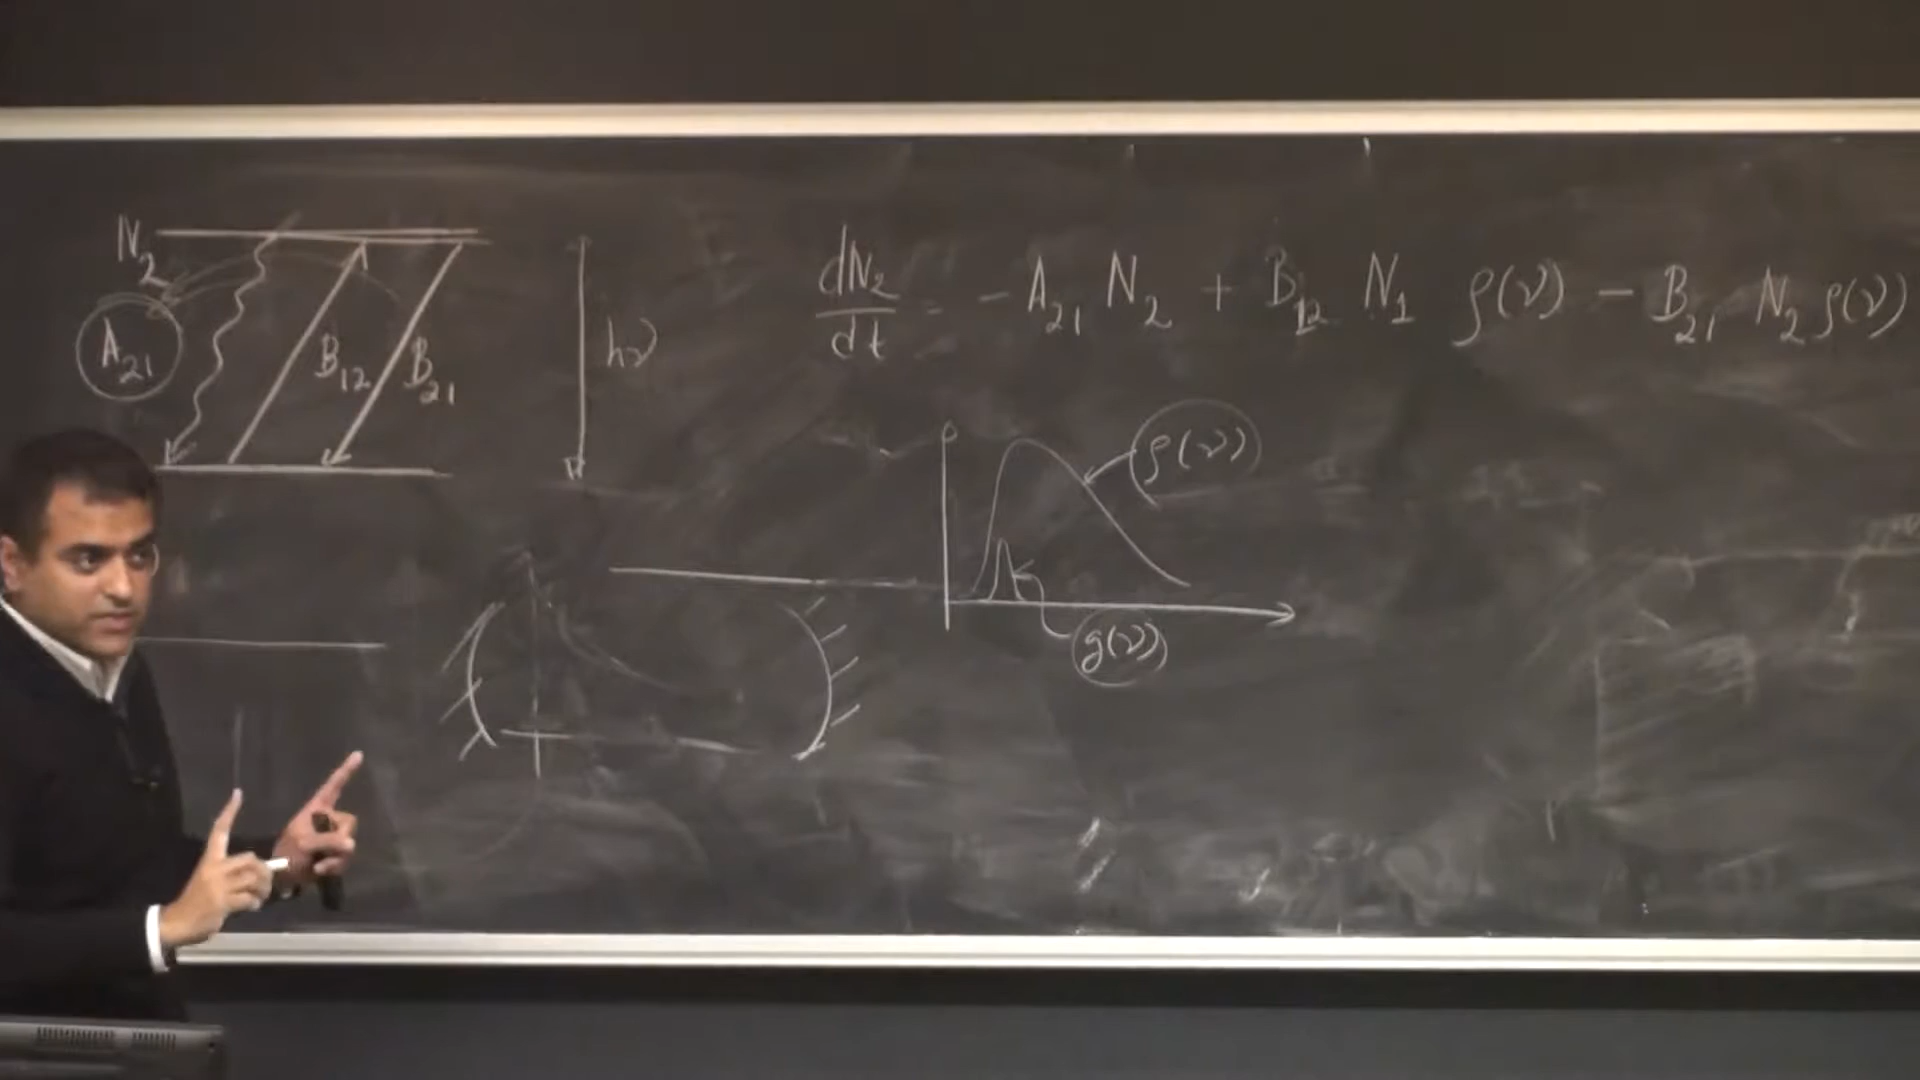 N₂
A₂₁
B₁₂
B₂₁
hν
dN₂/dt = -A₂₁ N₂ + B₁₂ N₁ ρ(ν) - B₂₁ N₂ ρ(ν)
ρ(ν)
g(ν)